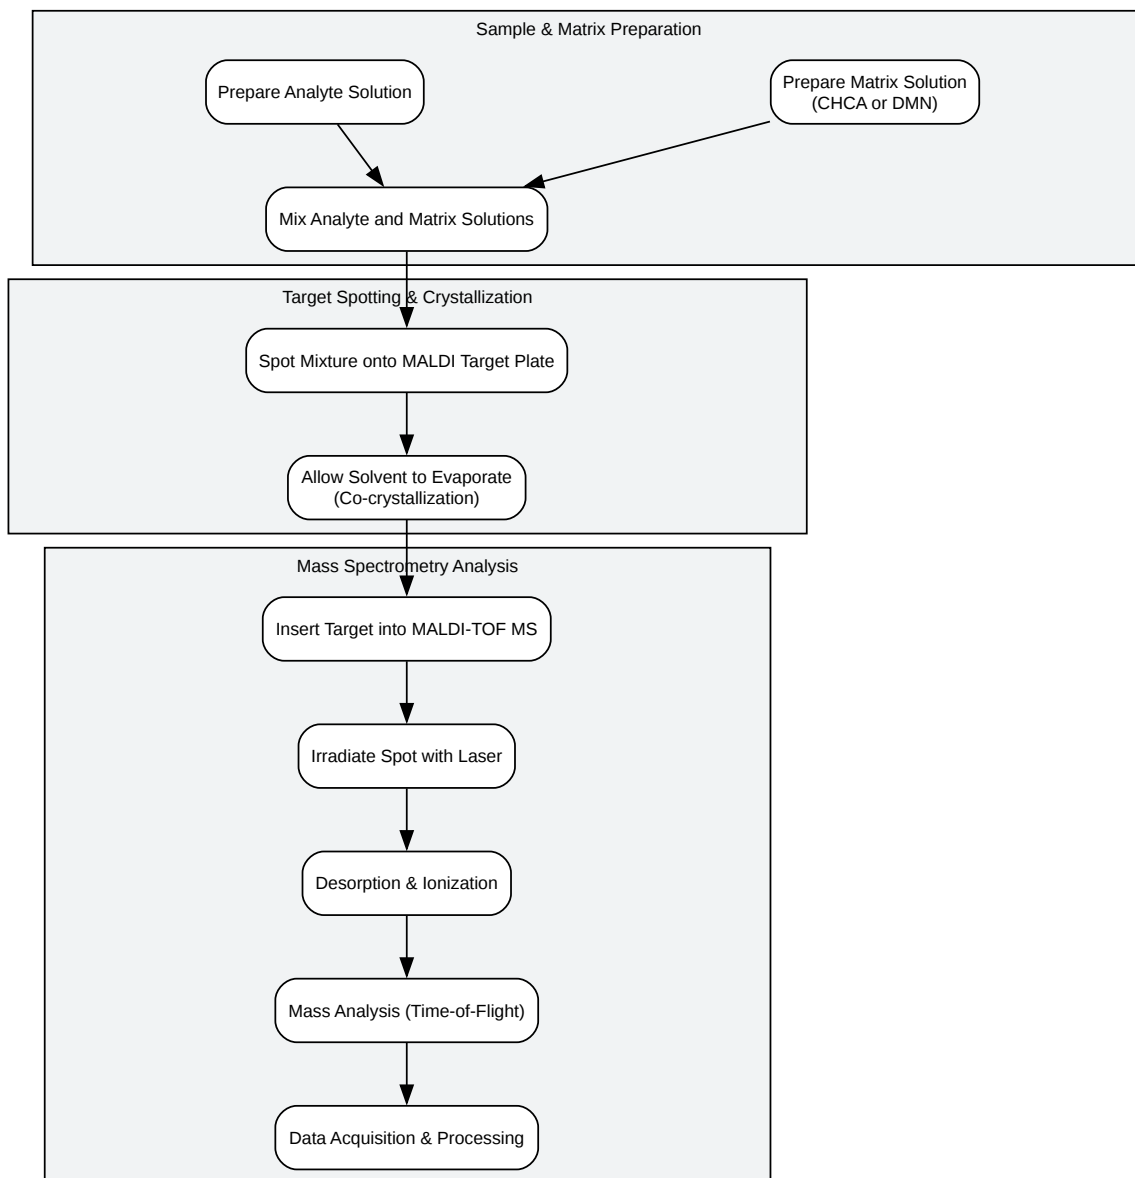 Sample & Matrix Preparation
Prepare Analyte Solution
Prepare Matrix Solution
(CHCA or DMN)
Mix Analyte and Matrix Solutions
Target Spotting & Crystallization
Spot Mixture onto MALDI Target Plate
Allow Solvent to Evaporate
(Co-crystallization)
Mass Spectrometry Analysis
Insert Target into MALDI-TOF MS
Irradiate Spot with Laser
Desorption & Ionization
Mass Analysis (Time-of-Flight)
Data Acquisition & Processing